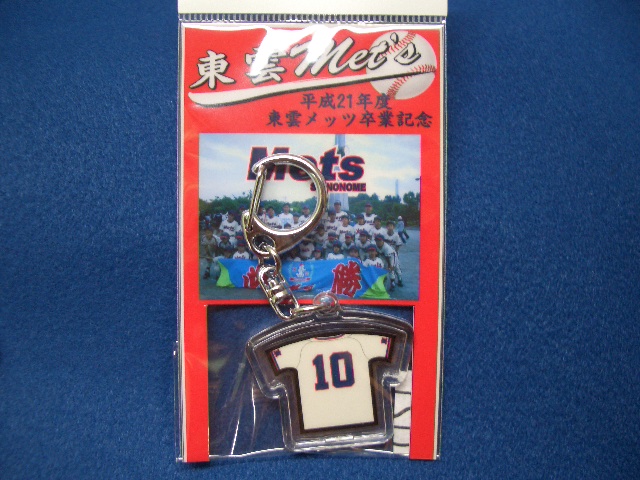 東雲Met's
平成21年度
東雲メッツ卒業記念
Mets
SHINONOME
勝
10